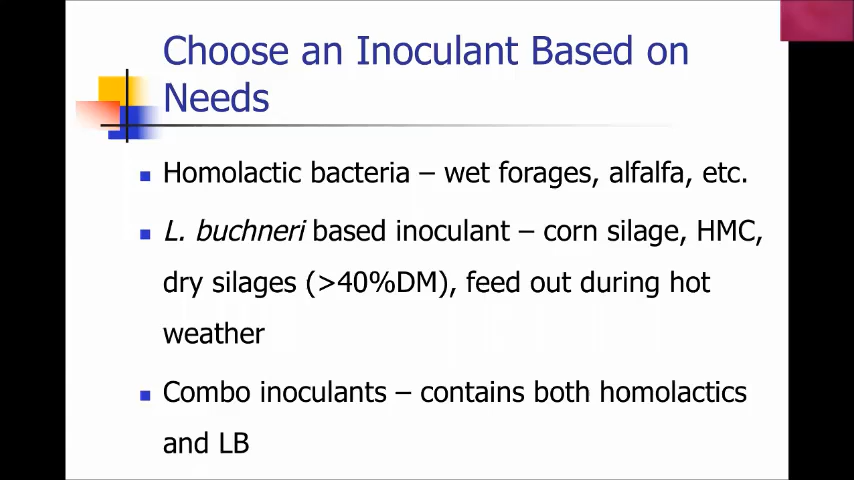 Choose an Inoculant Based on
Needs
Homolactic bacteria – wet forages, alfalfa, etc.
L. buchneri based inoculant – corn silage, HMC,
dry silages (>40%DM), feed out during hot
weather
Combo inoculants – contains both homolactics
and LB